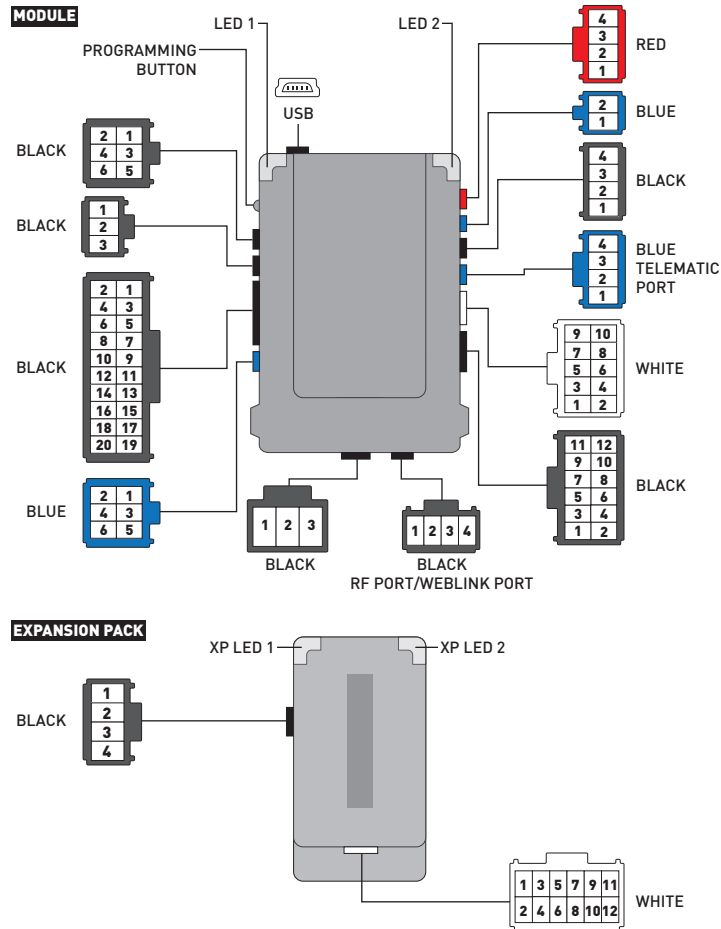 MODULE
LED 1
LED 2
PROGRAMMING
BUTTON
USB
BLACK
2 1
4 3
6 5
BLACK
1
2
3
BLACK
2 1
4 3
6 5
8 7
10 9
12 11
14 13
16 15
18 17
20 19
BLUE
2 1
4 3
6 5
4
3
2
1
RED
2
1
BLUE
4
3
2
1
BLACK
4
3
2
1
BLUE
TELEMATIC
PORT
9 10
7 8
5 6
3 4
1 2
WHITE
11 12
9 10
7 8
5 6
3 4
1 2
BLACK
1 2 3
BLACK
1 2 3 4
BLACK
RF PORT/WEBLINK PORT
EXPANSION PACK
XP LED 1
XP LED 2
BLACK
1
2
3
4
1 3 5 7 9 11
2 4 6 8 10 12
WHITE